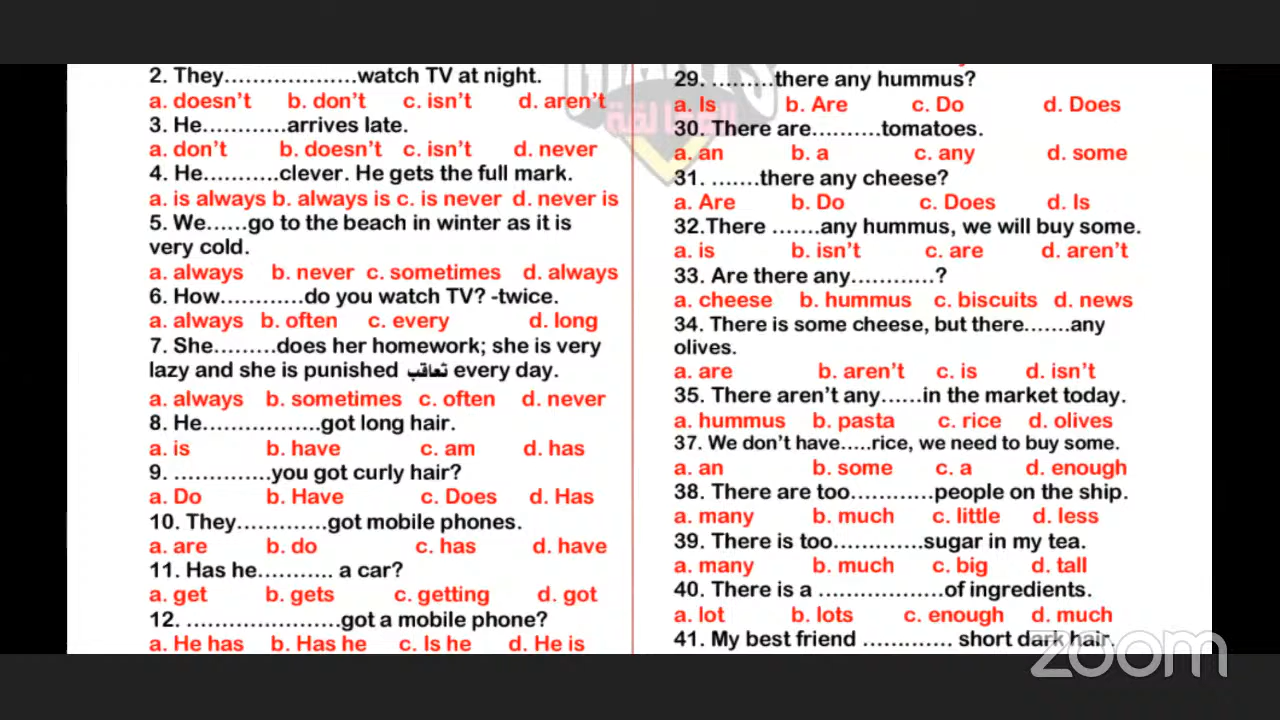 2. They...................watch TV at night.
a. doesn't b. don't c. isn't d. aren't
3. He............arrives late.
a. don't b. doesn't c. isn't d. never
4. He...........clever. He gets the full mark.
a. is always b. always is c. is never d. never is
5. We......go to the beach in winter as it is
very cold.
a. always b. never c. sometimes d. always
6. How............do you watch TV? -twice.
a. always b. often c. every d. long
7. She.........does her homework; she is very
lazy and she is punished تعاقب every day.
a. always b. sometimes c. often d. never
8. He.................got long hair.
a. is b. have c. am d. has
9. ..............you got curly hair?
a. Do b. Have c. Does d. Has
10. They.............got mobile phones.
a. are b. do c. has d. have
11. Has he........... a car?
a. get b. gets c. getting d. got
12. ......................got a mobile phone?
a. He has b. Has he c. Is he d. He is
29. .........there any hummus?
a. Is b. Are c. Do d. Does
30. There are..........tomatoes.
a. an b. a c. any d. some
31. .......there any cheese?
a. Are b. Do c. Does d. Is
32.There .......any hummus, we will buy some.
a. is b. isn't c. are d. aren't
33. Are there any............?
a. cheese b. hummus c. biscuits d. news
34. There is some cheese, but there.......any
olives.
a. are b. aren't c. is d. isn't
35. There aren't any......in the market today.
a. hummus b. pasta c. rice d. olives
37. We don't have.....rice, we need to buy some.
a. an b. some c. a d. enough
38. There are too............people on the ship.
a. many b. much c. little d. less
39. There is too.............sugar in my tea.
a. many b. much c. big d. tall
40. There is a ..................of ingredients.
a. lot b. lots c. enough d. much
41. My best friend ............. short dark hair.
zoom